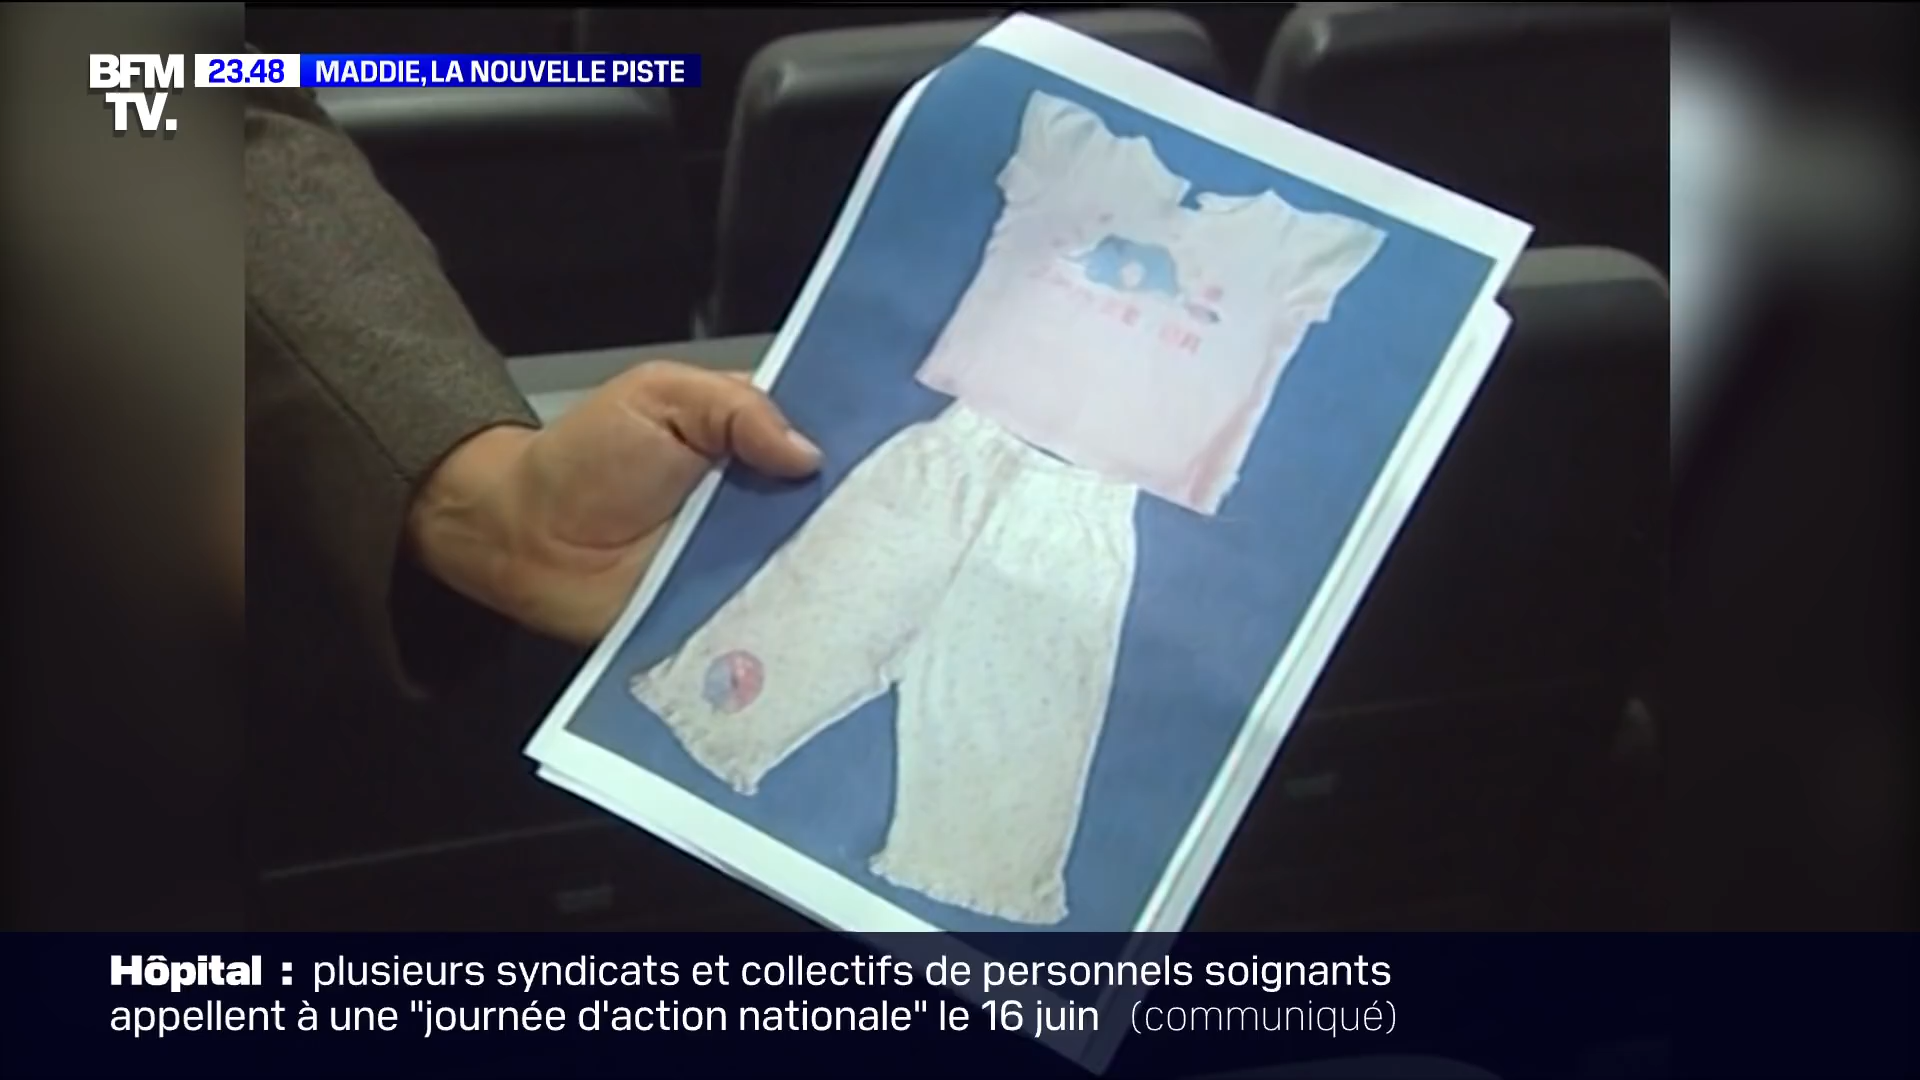 BFM
TV.
23.48 MADDIE, LA NOUVELLE PISTE
Hôpital : plusieurs syndicats et collectifs de personnels soignants
appellent à une "journée d'action nationale" le 16 juin (communiqué)